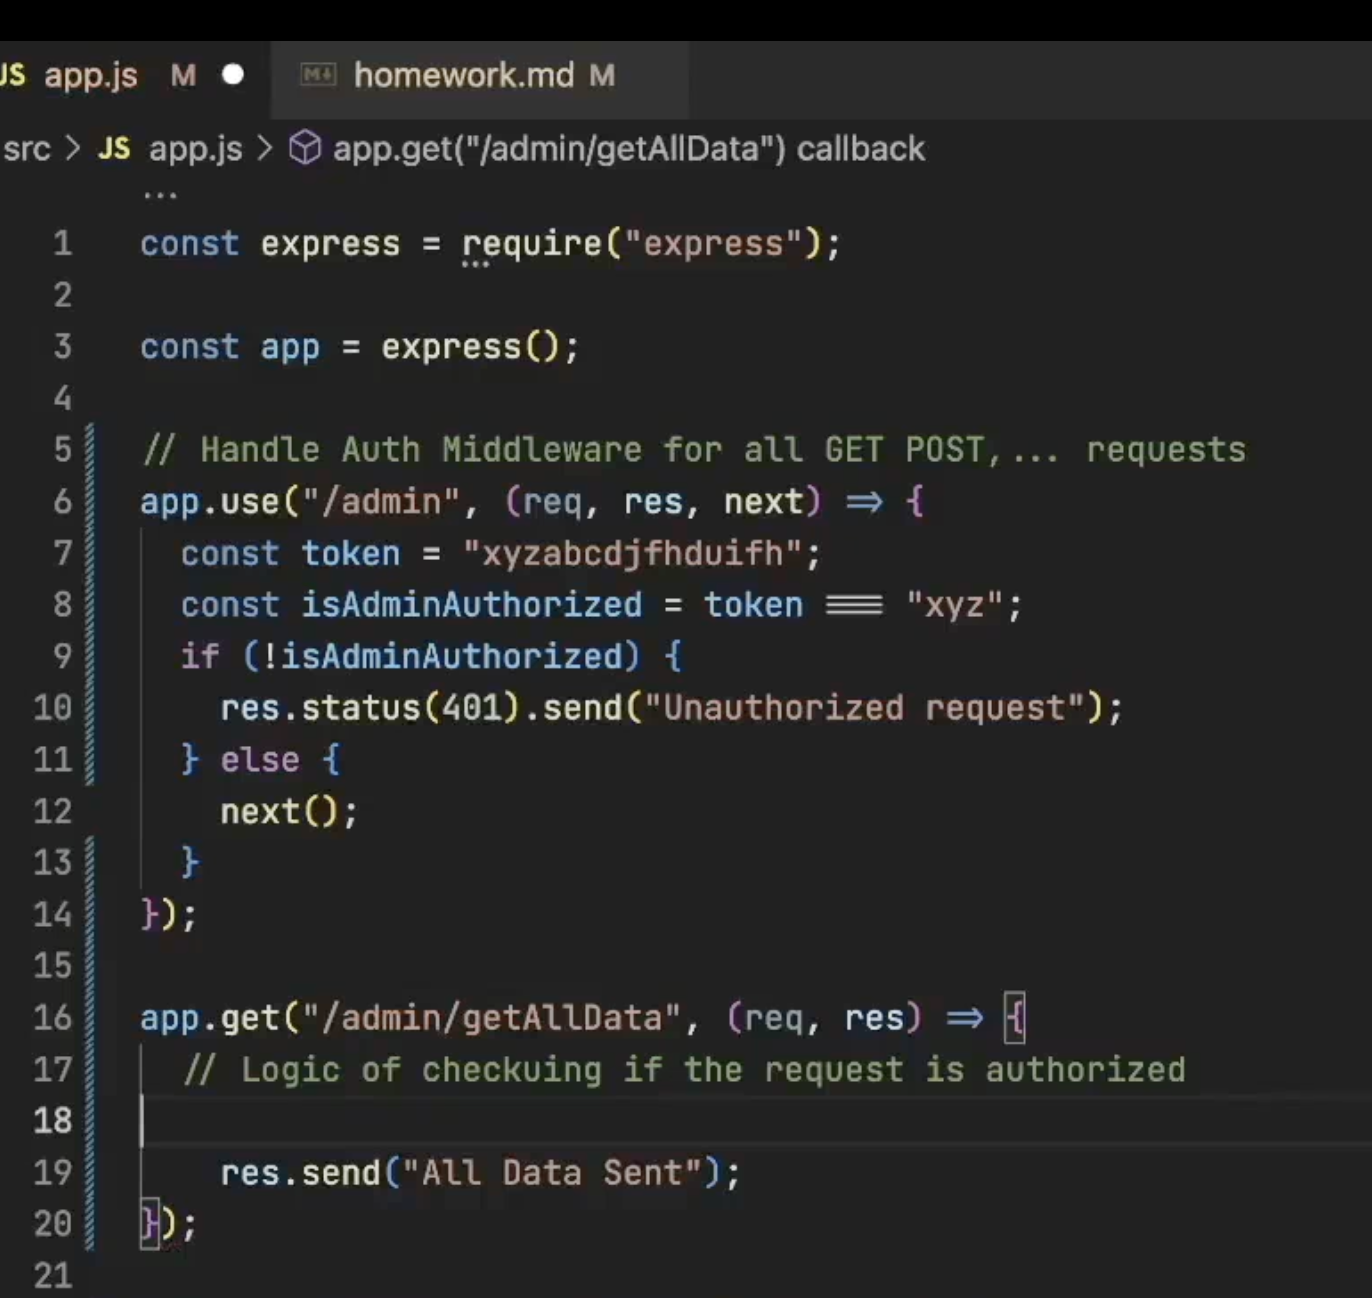 JS app.js M ● M↓ homework.md M
src > JS app.js > app.get("/admin/getAllData") callback
...
1 const express = require("express");
2
3 const app = express();
4
5 // Handle Auth Middleware for all GET POST,... requests
6 app.use("/admin", (req, res, next) => {
7 const token = "xyzabcdjfhduifh";
8 const isAdminAuthorized = token === "xyz";
9 if (!isAdminAuthorized) {
10 res.status(401).send("Unauthorized request");
11 } else {
12 next();
13 }
14 });
15
16 app.get("/admin/getAllData", (req, res) => {
17 // Logic of checkuing if the request is authorized
18
19 res.send("All Data Sent");
20 });
21